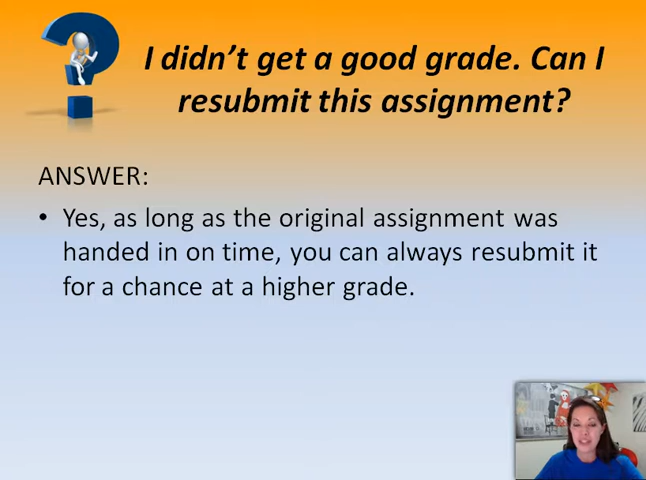 I didn’t get a good grade. Can I
resubmit this assignment?
ANSWER:
• Yes, as long as the original assignment was
handed in on time, you can always resubmit it
for a chance at a higher grade.